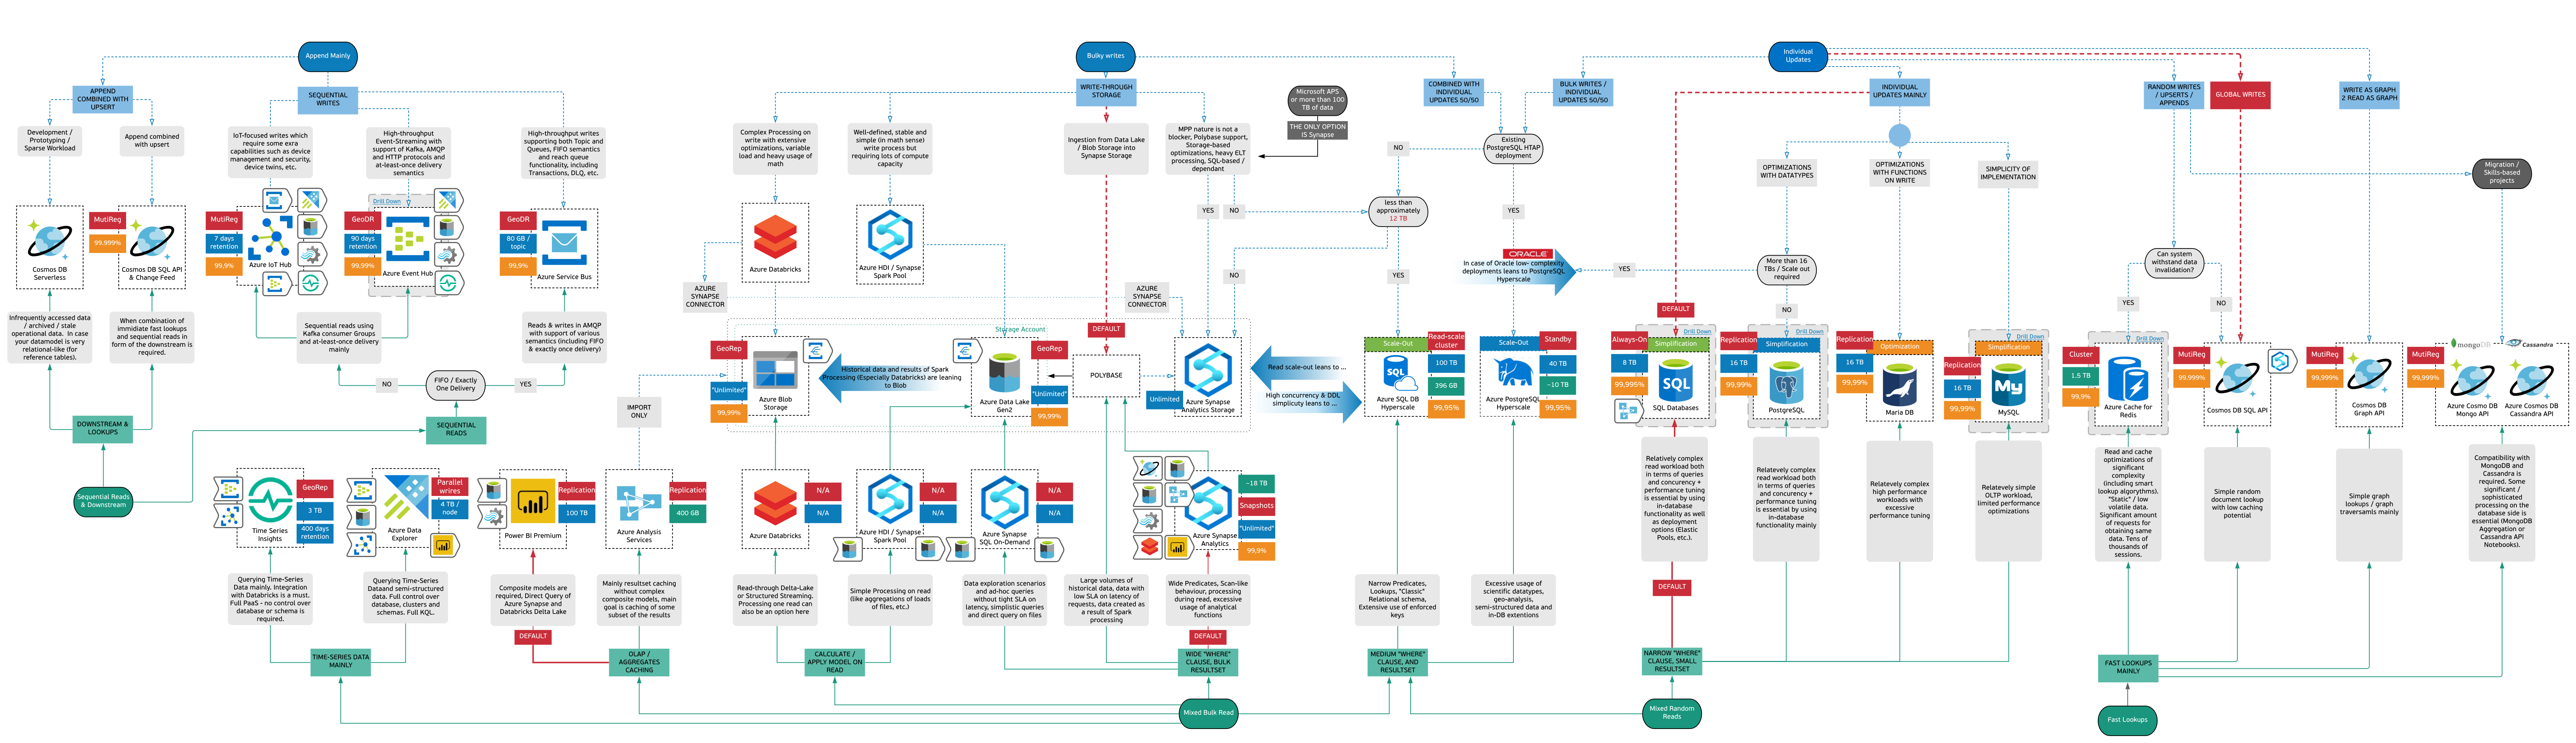 Append Mainly
Bulky writes
Individual
Updates
APPEND
COMBINED WITH
UPSERT
SEQUENTIAL
WRITES
WRITE-THROUGH
STORAGE
COMBINED WITH
INDIVIDUAL
UPDATES 50/50
BULK WRITES /
INDIVIDUAL
UPDATES 50/50
INDIVIDUAL
UPDATES MAINLY
RANDOM WRITES
/ UPSERTS /
APPENDS
GLOBAL WRITES
WRITE AS GRAPH
2 READ AS GRAPH
Microsoft APS
or more than 100
TB of data
THE ONLY OPTION
IS Synapse
Development /
Prototyping /
Sparse Workload
Append combined
with upsert
IoT-focused writes which
require some exra
capabilities such as device
management and security,
device twins, etc.
High-throughput
Event-Streaming with
support of Kafka, AMQP
and HTTP protocols and
at-least-once delivery
semantics
High-throughput writes
supporting both Topic and
Queues, FIFO semantics
and reach queue
functionality, including
Transactions, DLQ, etc.
Complex Processing on
write with extensive
optimizations, variable
load and heavy usage of
math
Well-defined, stable and
simple (in math sense)
write process but
requiring lots of compute
capacity
Ingestion from Data Lake
/ Blob Storage into
Synapse Storage
MPP nature is not a
blocker, Polybase support,
Storage-based
optimizations, heavy ELT
processing, SQL-based /
dependant
NO
Existing
PostgreSQL HTAP
deployment
OPTIMIZATIONS
WITH DATATYPES
OPTIMIZATIONS
WITH FUNCTIONS
ON WRITE
SIMPLICITY OF
IMPLEMENTATION
Migration /
Skills-based
projects
less than
approximately
12 TB
YES
NO
YES
MutiReg
99.999%
Cosmos DB
Serverless
Cosmos DB SQL API
& Change Feed
MutiReg
7 days
retention
99,9%
Azure IoT Hub
Drill Down
GeoDR
90 days
retention
99,99%
Azure Event Hub
GeoDR
80 GB /
topic
99,9%
Azure Service Bus
Azure Databricks
Azure HDI / Synapse
Spark Pool
NO
YES
ORACLE
In case of Oracle low- complexity
deployments leans to PostgreSQL
Hyperscale
YES
More than 16
TBs / Scale out
required
Can system
withstand data
invalidation?
AZURE
SYNAPSE
CONNECTOR
AZURE
SYNAPSE
CONNECTOR
DEFAULT
NO
YES
NO
Infrequently accessed data
/ archived / stale
operational data. In case
your datamodel is very
relational-like (for
reference tables).
When combination of
immidiate fast lookups
and sequential reads in
form of the downstream is
required.
Sequential reads using
Kafka consumer Groups
and at-least-once delivery
mainly
Reads & writes in AMQP
with support of various
semantics (including FIFO
& exactly once delivery)
Storage Account
DEFAULT
GeoRep
"Unlimited"
99,99%
Azure Blob
Storage
Historical data and results of Spark
Processing (Especially Databricks) are leaning
to Blob
Azure Data Lake
Gen2
GeoRep
"Unlimited"
99,99%
POLYBASE
Unlimited
Azure Synapse
Analytics Storage
Read scale-out leans to ...
High concurrency & DDL
simplicuty leans to ...
Scale-Out
Azure SQL DB
Hyperscale
Read-scale
cluster
100 TB
396 GB
99,95%
Scale-Out
Azure PostgreSQL
Hyperscale
Standby
40 TB
~10 TB
99,95%
Always-On
8 TB
99,995%
Drill Down
Simplification
SQL
SQL Databases
Replication
16 TB
99,99%
Drill Down
Simplification
PostgreSQL
Replication
16 TB
99,99%
Optimization
Maria DB
Replication
16 TB
99,99%
Drill Down
Simplification
My
MySQL
Cluster
1.5 TB
99,9%
Drill Down
Azure Cache for
Redis
MutiReg
99,999%
Cosmos DB SQL API
MutiReg
99,999%
Cosmos DB
Graph API
MutiReg
99,999%
mongoDB
cassandra
Azure Cosmo DB
Mongo API
Azure Cosmos DB
Cassandra API
NO
FIFO / Exactly
One Delivery
YES
IMPORT
ONLY
DOWNSTREAM &
LOOKUPS
SEQUENTIAL
READS
Sequential Reads
& Downstream
Time Series
Insights
GeoRep
3 TB
400 days
retention
Azure Data
Explorer
Parallel
wires
4 TB /
node
Power BI Premium
Replication
100 TB
Azure Analysis
Services
Replication
400 GB
Azure Databricks
N/A
N/A
Azure HDI / Synapse
Spark Pool
N/A
N/A
Azure Synapse
SQL On-Demand
N/A
N/A
Azure Synapse
Analytics
~18 TB
Snapshots
"Unlimited"
99,9%
Relatively complex
read workload both
in terms of queries
and concurency +
performance tuning
is essential by using
in-database
functionality as well
as deployment
options (Elastic
Pools, etc.).
Relatevely complex
read workload both
in terms of queries
and concurency +
performance tuning
is essential by using
in-database
functionality mainly
Relatevely complex
high performance
workloads with
excessive
performance tuning
Relatively simple
OLTP workload,
limited performance
optimizations
Read and cache
optimizations of
significant
complexity
(including smart
lookup algorythms).
"Static" / low
volatile data.
Significant amount
of requests for
obtaining same
data. Tens of
thousands of
sessions.
Simple random
document lookup
with low caching
potential
Simple graph
lookups / graph
traversamls mainly
Compatibility with
MongoDB and
Cassandra is
required. Some
significant /
sophisticated
processing on the
database side is
essential (MongoDB
Aggregation or
Cassandra API
Notebooks).
Querying Time-Series
Data mainly. Integration
with Databricks is a must.
Full PaaS - no control over
database or schema is
required.
Querying Time-Series
Dataand semi-structured
data. Full control over
database, clusters and
schemas. Full KQL.
Composite models are
required, Direct Query of
Azure Synapse and
Databricks Delta Lake
Mainly resultset caching
without complex
composite models, main
goal is caching of some
subset of the results
Read-through Delta-Lake
or Structured Streaming.
Processing one read can
also be an option here
Simple Processing on read
(like aggregations of loads
of files, etc.)
Data exploration scenarios
and ad-hoc queries
without tight SLA on
latency, simplistic queries
and direct query on files
Large volumes of
historical data, data with
low SLA on latency of
requests, data created as
a result of Spark
processing
Wide Predicates, Scan-like
behaviour, processing
during read, excessive
usage of analytical
functions
Narrow Predicates,
Lookups, "Classic"
Relational schema,
Extensive use of enforced
keys
Excessive usage of
scientific datatypes,
geo-analysis,
semi-structured data and
in-DB extentions
DEFAULT
DEFAULT
DEFAULT
TIME-SERIES DATA
MAINLY
OLAP /
AGGREGATES
CACHING
CALCULATE /
APPLY MODEL ON
READ
WIDE "WHERE"
CLAUSE, BULK
RESULTSET
MEDIUM "WHERE"
CLAUSE, AND
RESULTSET
NARROW "WHERE"
CLAUSE, SMALL
RESULTSET
FAST LOOKUPS
MAINLY
Mixed Bulk Read
Mixed Random
Reads
Fast Lookups